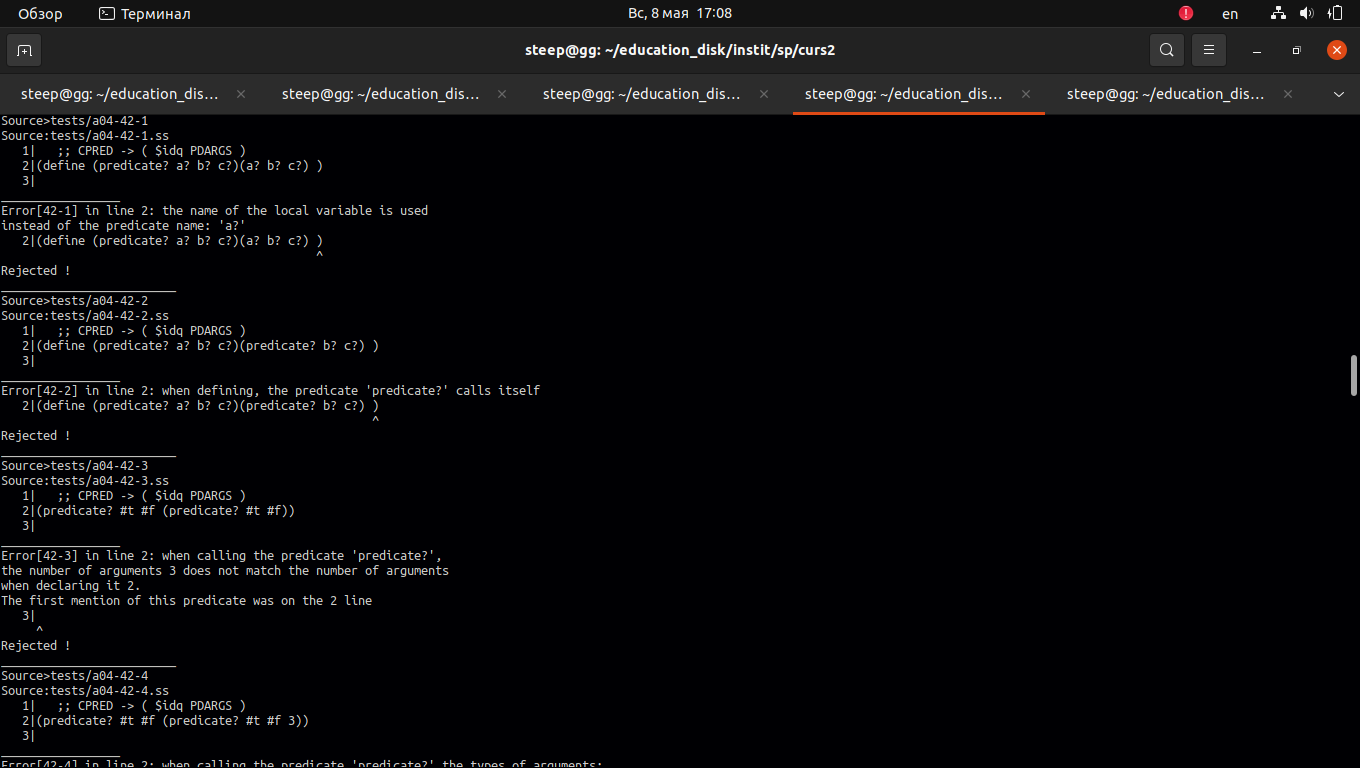 Обзор Терминал Вс, 8 мая 17:08 en
steep@gg: ~/education_disk/instit/sp/curs2
steep@gg: ~/education_dis… steep@gg: ~/education_dis… steep@gg: ~/education_dis… steep@gg: ~/education_dis… steep@gg: ~/education_dis…
Source>tests/a04-42-1
Source:tests/a04-42-1.ss
1|   ;; CPRED -> ( $idq PDARGS )
2|(define (predicate? a? b? c?)(a? b? c?) )
3|
Error[42-1] in line 2: the name of the local variable is used
instead of the predicate name: 'a?'
2|(define (predicate? a? b? c?)(a? b? c?) )
^
Rejected !
Source>tests/a04-42-2
Source:tests/a04-42-2.ss
1|   ;; CPRED -> ( $idq PDARGS )
2|(define (predicate? a? b? c?)(predicate? b? c?) )
3|
Error[42-2] in line 2: when defining, the predicate 'predicate?' calls itself
2|(define (predicate? a? b? c?)(predicate? b? c?) )
^
Rejected !
Source>tests/a04-42-3
Source:tests/a04-42-3.ss
1|   ;; CPRED -> ( $idq PDARGS )
2|(predicate? #t #f (predicate? #t #f))
3|
Error[42-3] in line 2: when calling the predicate 'predicate?',
the number of arguments 3 does not match the number of arguments
when declaring it 2.
The first mention of this predicate was on the 2 line
3|
^
Rejected !
Source>tests/a04-42-4
Source:tests/a04-42-4.ss
1|   ;; CPRED -> ( $idq PDARGS )
2|(predicate? #t #f (predicate? #t #f 3))
3|
Error[42-4] in line 2: when calling the predicate 'predicate?' the types of arguments: